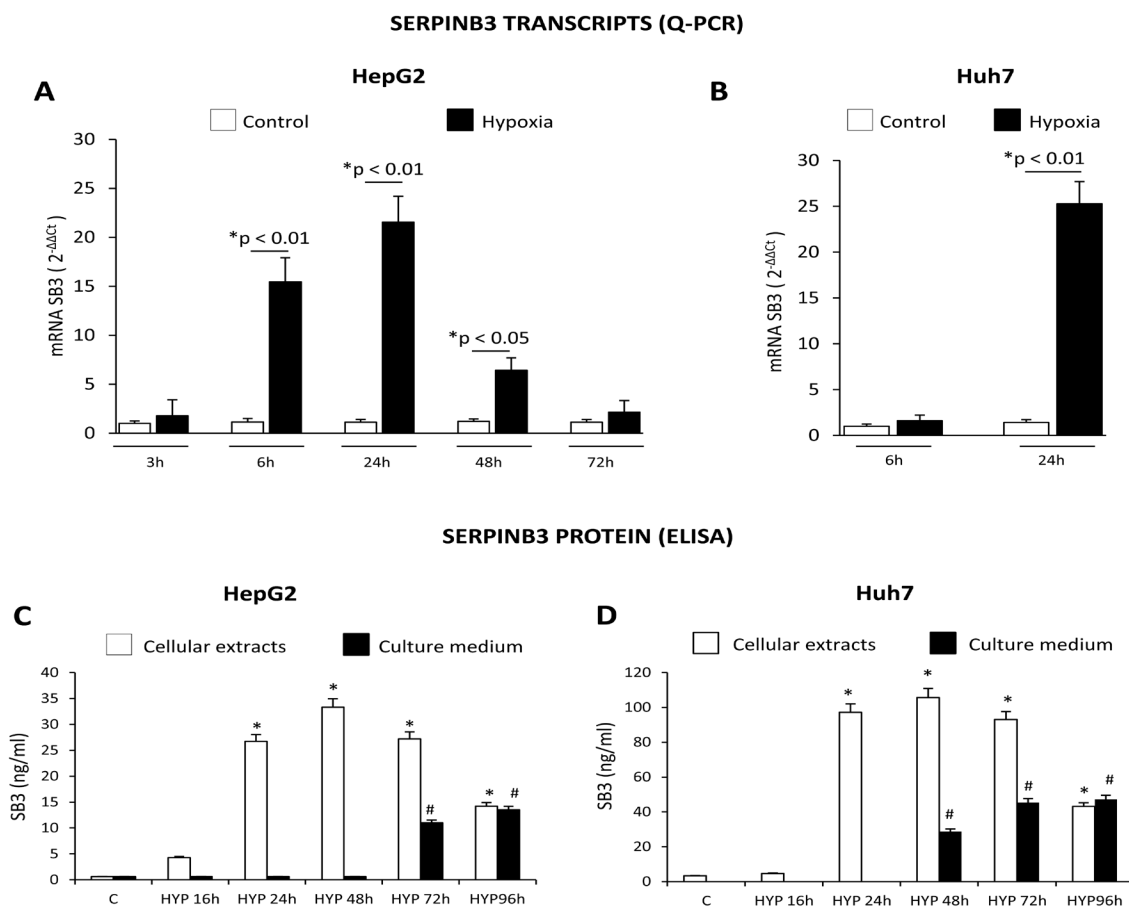 SERPINB3 TRANSCRIPTS (Q-PCR)
A
HepG2
Control
Hypoxia
mRNA SB3 ( 2-ΔΔCt)
30
25
20
15
10
5
0
*p < 0.01
*p < 0.01
*p < 0.05
3h
6h
24h
48h
72h
B
Huh7
Control
Hypoxia
mRNA SB3 ( 2-ΔΔCt)
30
25
20
15
10
5
0
*p < 0.01
6h
24h
SERPINB3 PROTEIN (ELISA)
C
HepG2
Cellular extracts
Culture medium
SB3 (ng/ml)
40
35
30
25
20
15
10
5
0
*
*
*
#
*
#
C
HYP 16h
HYP 24h
HYP 48h
HYP 72h
HYP96h
D
Huh7
Cellular extracts
Culture medium
SB3 (ng/ml)
120
100
80
60
40
20
0
*
*
#
*
#
*
#
C
HYP 16h
HYP 24h
HYP 48h
HYP 72h
HYP96h